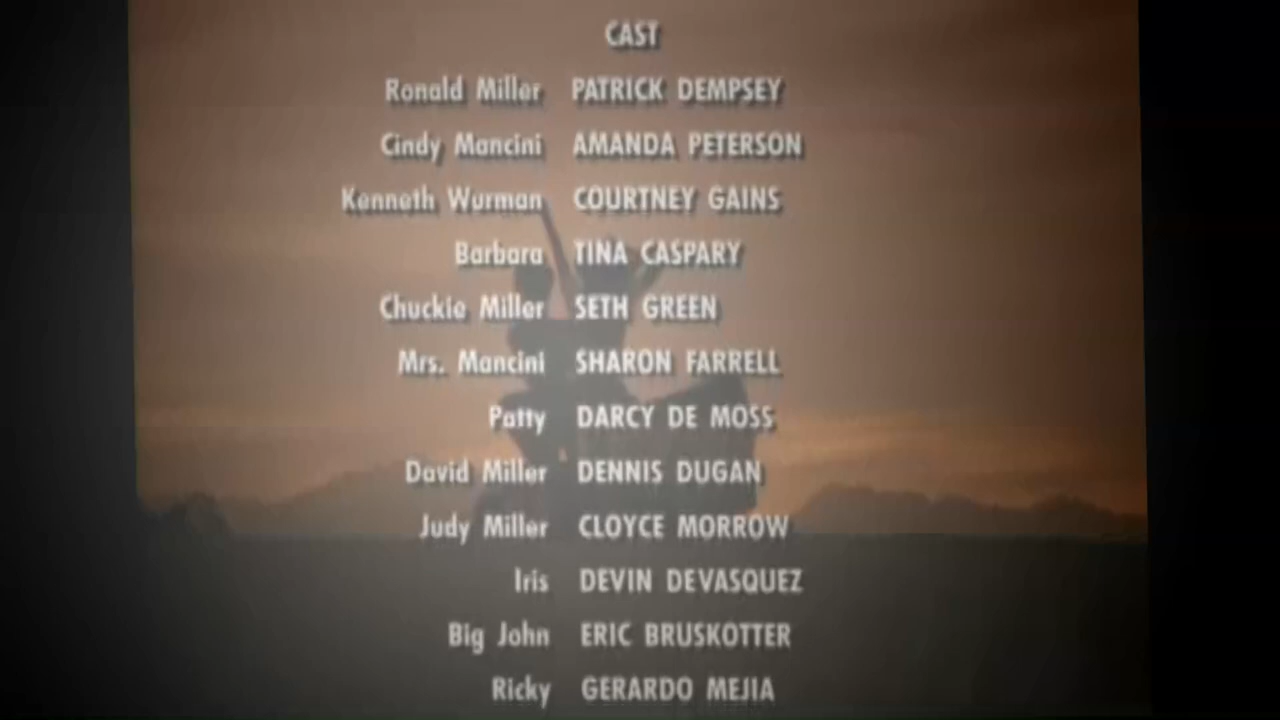 CAST
Ronald Miller PATRICK DEMPSEY
Cindy Mancini AMANDA PETERSON
Kenneth Wurman COURTNEY GAINS
Barbara TINA CASPARY
Chuckie Miller SETH GREEN
Mrs. Mancini SHARON FARRELL
Patty DARCY DE MOSS
David Miller DENNIS DUGAN
Judy Miller CLOYCE MORROW
Iris DEVIN DEVASQUEZ
Big John ERIC BRUSKOTTER
Ricky GERARDO MEJIA